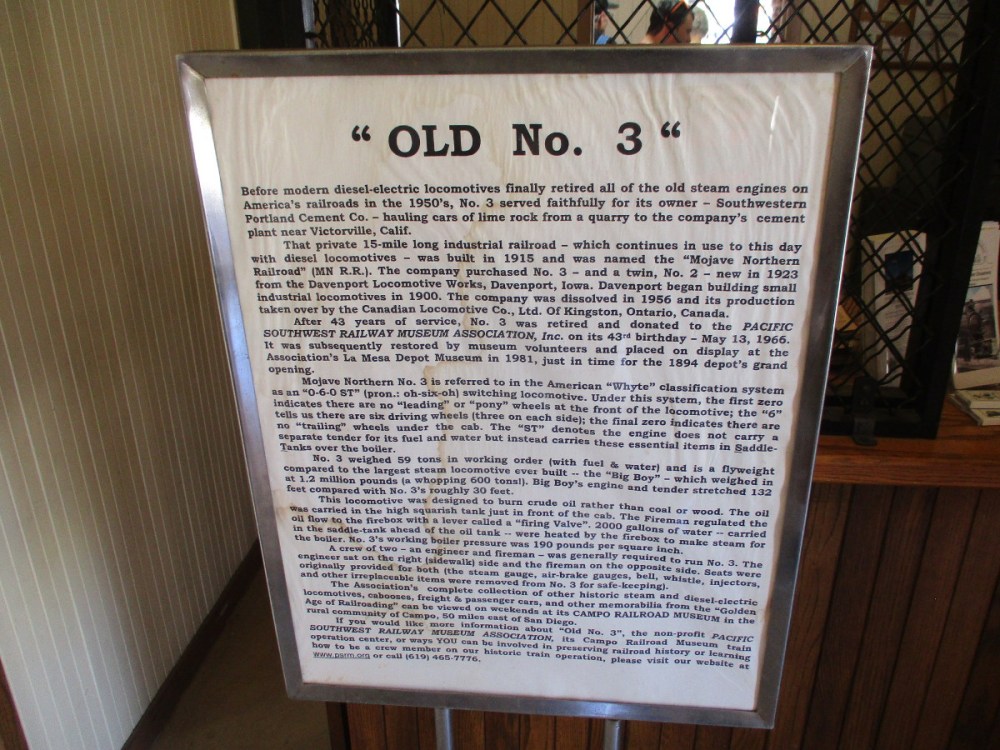 “ OLD No. 3 “
Before modern diesel-electric locomotives finally retired all of the old steam engines on
America's railroads in the 1950's, No. 3 served faithfully for its owner – Southwestern
Portland Cement Co. – hauling cars of lime rock from a quarry to the company's cement
plant near Victorville, Calif.
That private 15-mile long industrial railroad – which continues in use to this day
with diesel locomotives – was built in 1915 and was named the “Mojave Northern
Railroad” (MN R.R.). The company purchased No. 3 – and a twin, No. 2 – new in 1923
from the Davenport Locomotive Works, Davenport, Iowa. Davenport began building small
industrial locomotives in 1900. The company was dissolved in 1956 and its production
taken over by the Canadian Locomotive Co., Ltd. Of Kingston, Ontario, Canada.
After 43 years of service, No. 3 was retired and donated to the PACIFIC
SOUTHWEST RAILWAY MUSEUM ASSOCIATION, Inc. on its 43rd birthday – May 13, 1966.
It was subsequently restored by museum volunteers and placed on display at the
Association's La Mesa Depot Museum in 1981, just in time for the 1894 depot's grand
opening.
Mojave Northern No. 3 is referred to in the American “Whyte” classification system
as an “0-6-0 ST” (pron.: oh-six-oh) switching locomotive. Under this system, the first zero
indicates there are no “leading” or “pony” wheels at the front of the locomotive; the “6”
tells us there are six driving wheels (three on each side); the final zero indicates there are
no “trailing” wheels under the cab. The “ST” denotes the engine does not carry a
separate tender for its fuel and water but instead carries these essential items in Saddle-
Tanks over the boiler.
No. 3 weighed 59 tons in working order (with fuel & water) and is a flyweight
compared to the largest steam locomotive ever built -- the “Big Boy” – which weighed in
at 1.2 million pounds (a whopping 600 tons!). Big Boy's engine and tender stretched 132
feet compared with No. 3's roughly 30 feet.
This locomotive was designed to burn crude oil rather than coal or wood. The oil
was carried in the high squarish tank just in front of the cab. The Fireman regulated the
oil flow to the firebox with a lever called a “firing Valve”. 2000 gallons of water -- carried
in the saddle-tank ahead of the oil tank -- were heated by the firebox to make steam for
the boiler. No. 3's working boiler pressure was 190 pounds per square inch.
A crew of two – an engineer and fireman – was generally required to run No. 3. The
engineer sat on the right (sidewalk) side and the fireman on the opposite side. Seats were
originally provided for both (the steam gauge, air-brake gauges, bell, whistle, injectors,
and other irreplaceable items were removed from No. 3 for safe-keeping).
The Association's complete collection of other historic steam and diesel-electric
locomotives, cabooses, freight & passenger cars, and other memorabilia from the “Golden
Age of Railroading” can be viewed on weekends at its CAMPO RAILROAD MUSEUM in the
rural community of Campo, 50 miles east of San Diego.
If you would like more information about “Old No. 3”, the non-profit PACIFIC
SOUTHWEST RAILWAY MUSEUM ASSOCIATION, its Campo Railroad Museum train
operation center, or ways YOU can be involved in preserving railroad history or learning
how to be a crew member on our historic train operation, please visit our website at
www.psrm.org or call (619) 465-7776.